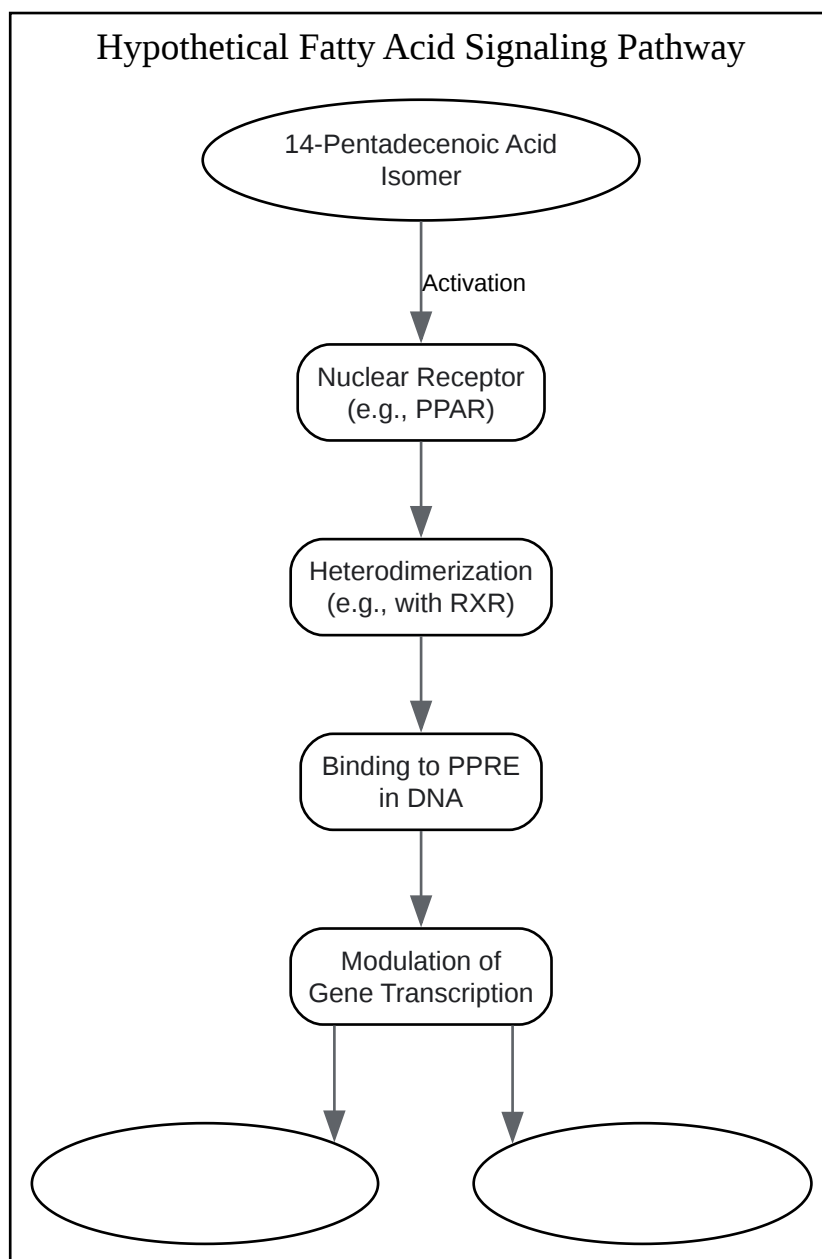 Hypothetical Fatty Acid Signaling Pathway
14-Pentadecenoic Acid
Isomer
Activation
Nuclear Receptor
(e.g., PPAR)
Heterodimerization
(e.g., with RXR)
Binding to PPRE
in DNA
Modulation of
Gene Transcription